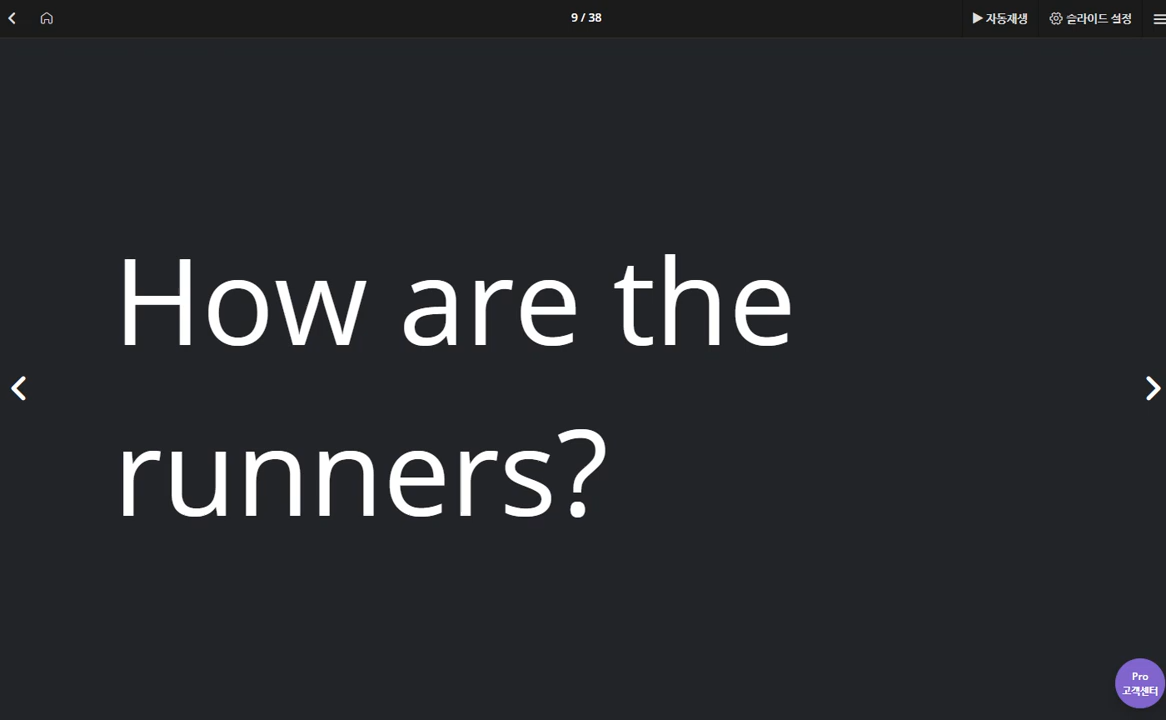 9 / 38
▶ 자동재생
슬라이드 설정
How are the
runners?
Pro
고객센터